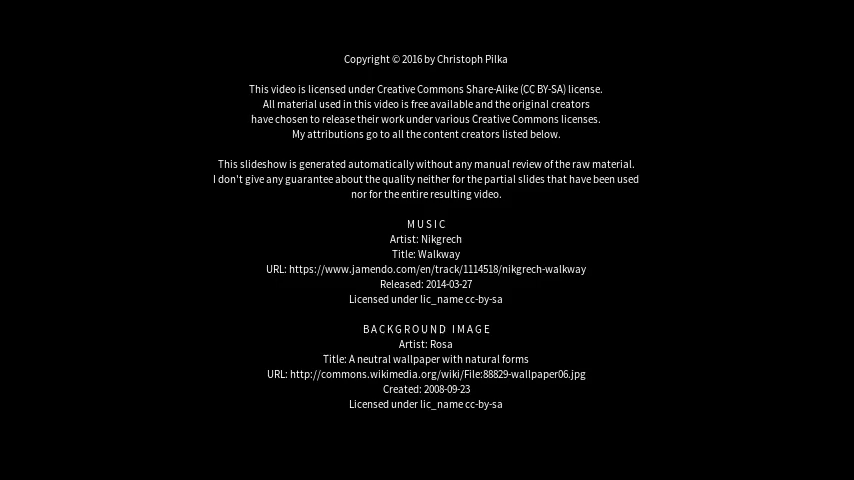 Copyright © 2016 by Christoph Pilka
This video is licensed under Creative Commons Share-Alike (CC BY-SA) license.
All material used in this video is free available and the original creators
have chosen to release their work under various Creative Commons licenses.
My attributions go to all the content creators listed below.
This slideshow is generated automatically without any manual review of the raw material.
I don't give any guarantee about the quality neither for the partial slides that have been used
nor for the entire resulting video.
MUSIC
Artist: Nikgrech
Title: Walkway
URL: https://www.jamendo.com/en/track/1114518/nikgrech-walkway
Released: 2014-03-27
Licensed under lic_name cc-by-sa
BACKGROUND IMAGE
Artist: Rosa
Title: A neutral wallpaper with natural forms
URL: http://commons.wikimedia.org/wiki/File:88829-wallpaper06.jpg
Created: 2008-09-23
Licensed under lic_name cc-by-sa